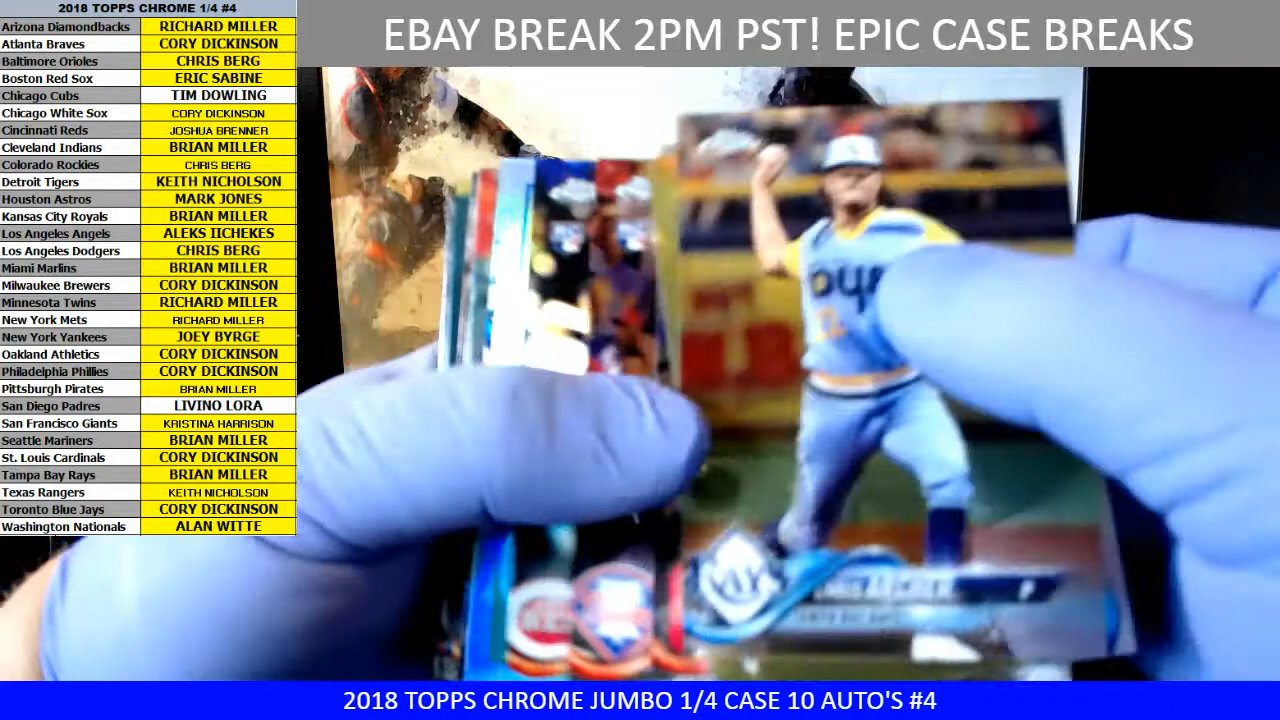 2018 TOPPS CHROME 1/4 #4
Arizona Diamondbacks RICHARD MILLER
Atlanta Braves CORY DICKINSON
Baltimore Orioles CHRIS BERG
Boston Red Sox ERIC SABINE
Chicago Cubs TIM DOWLING
Chicago White Sox CORY DICKINSON
Cincinnati Reds JOSHUA BRENNER
Cleveland Indians BRIAN MILLER
Colorado Rockies CHRIS BERG
Detroit Tigers KEITH NICHOLSON
Houston Astros MARK JONES
Kansas City Royals BRIAN MILLER
Los Angeles Angels ALEKS IICHEKES
Los Angeles Dodgers CHRIS BERG
Miami Marlins BRIAN MILLER
Milwaukee Brewers CORY DICKINSON
Minnesota Twins RICHARD MILLER
New York Mets RICHARD MILLER
New York Yankees JOEY BYRGE
Oakland Athletics CORY DICKINSON
Philadelphia Phillies CORY DICKINSON
Pittsburgh Pirates BRIAN MILLER
San Diego Padres LIVINO LORA
San Francisco Giants KRISTINA HARRISON
Seattle Mariners BRIAN MILLER
St. Louis Cardinals CORY DICKINSON
Tampa Bay Rays BRIAN MILLER
Texas Rangers KEITH NICHOLSON
Toronto Blue Jays CORY DICKINSON
Washington Nationals ALAN WITTE
EBAY BREAK 2PM PST! EPIC CASE BREAKS
P
2018 TOPPS CHROME JUMBO 1/4 CASE 10 AUTO'S #4